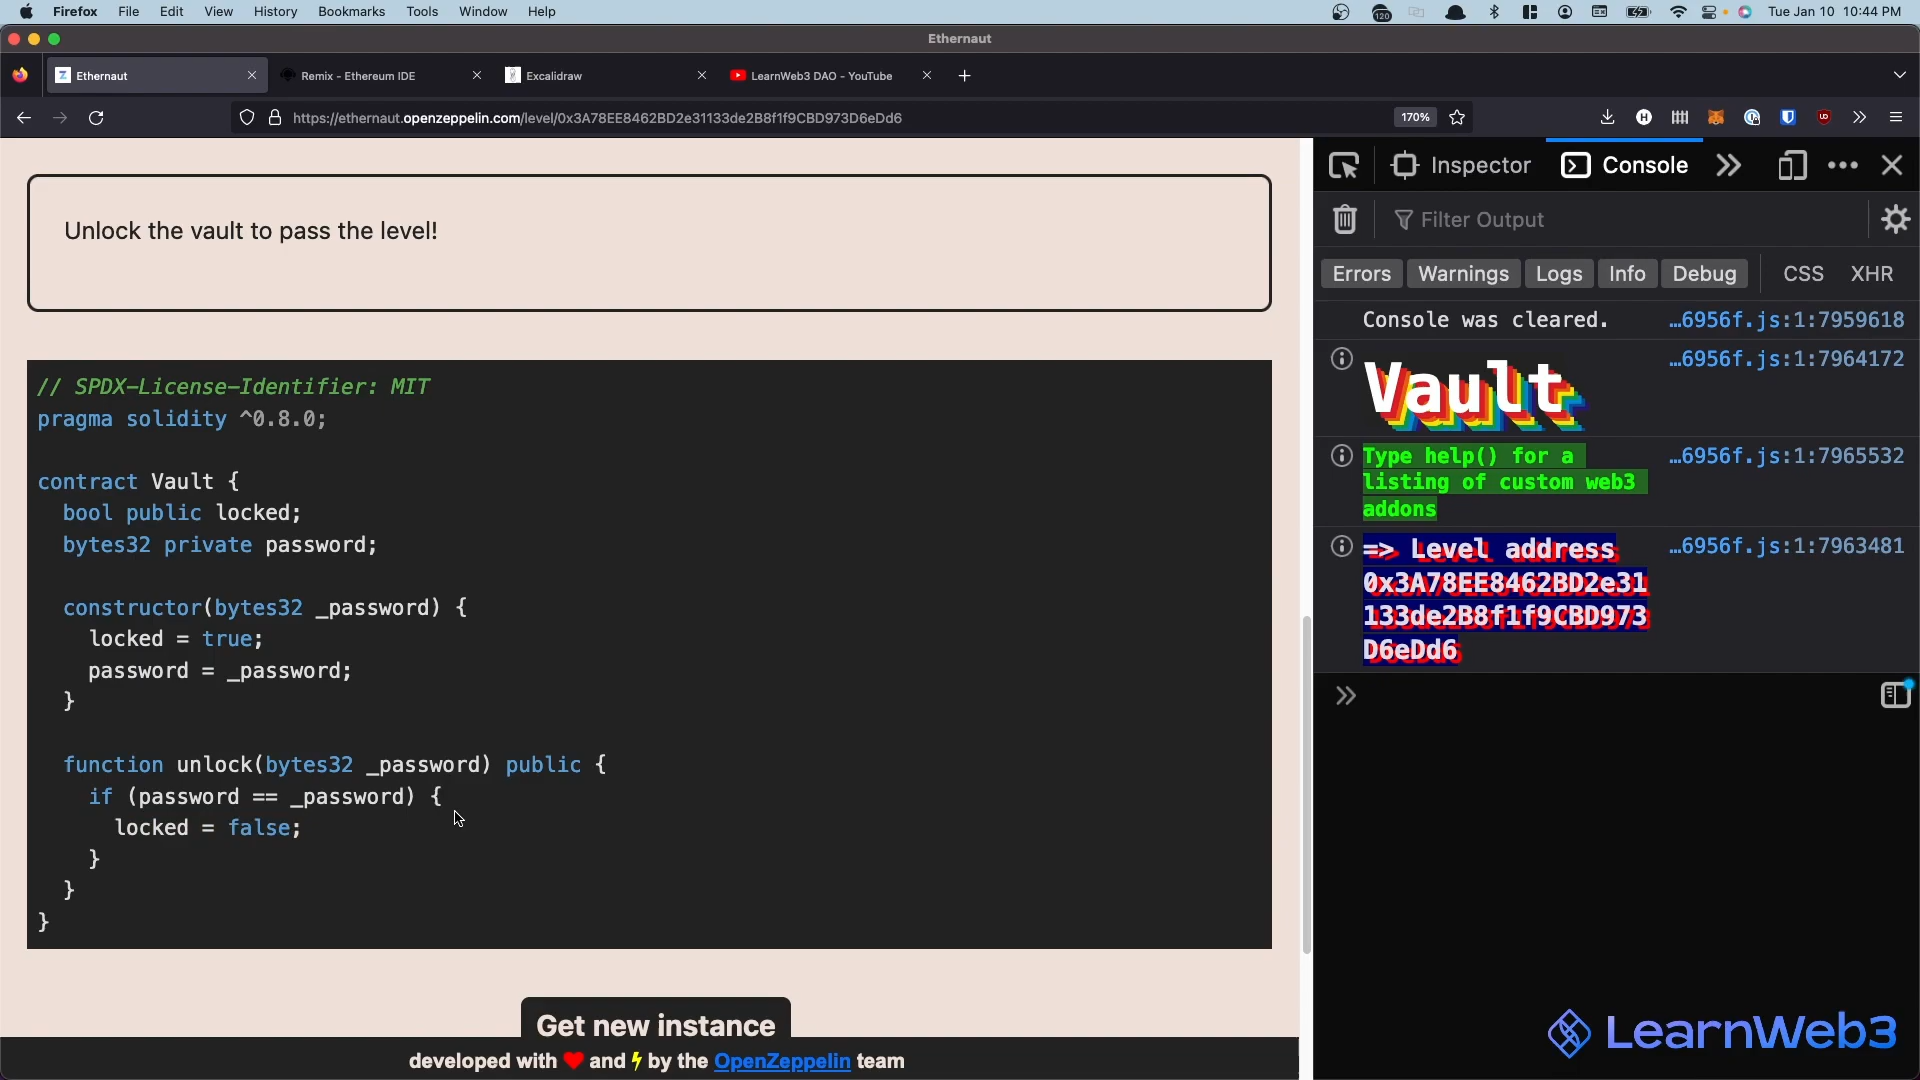 Firefox File Edit View History Bookmarks Tools Window Help
120
Tue Jan 10 10:44 PM
Ethernaut
Ethernaut
Remix - Ethereum IDE
Excalidraw
LearnWeb3 DAO - YouTube
https://ethernaut.openzeppelin.com/level/0x3A78EE8462BD2e31133de2B8f1f9CBD973D6eDd6
170%
Inspector
Console
Filter Output
Errors
Warnings
Logs
Info
Debug
CSS
XHR
Unlock the vault to pass the level!
// SPDX-License-Identifier: MIT
pragma solidity ^0.8.0;
contract Vault {
bool public locked;
bytes32 private password;
constructor(bytes32 _password) {
locked = true;
password = _password;
}
function unlock(bytes32 _password) public {
if (password == _password) {
locked = false;
}
}
}
Get new instance
developed with ❤ and ⚡ by the OpenZeppelin team
Console was cleared.
…6956f.js:1:7959618
Vault
…6956f.js:1:7964172
Type help() for a
listing of custom web3
addons
…6956f.js:1:7965532
=> Level address
0x3A78EE8462BD2e31
133de2B8f1f9CBD973
D6eDd6
…6956f.js:1:7963481
LearnWeb3